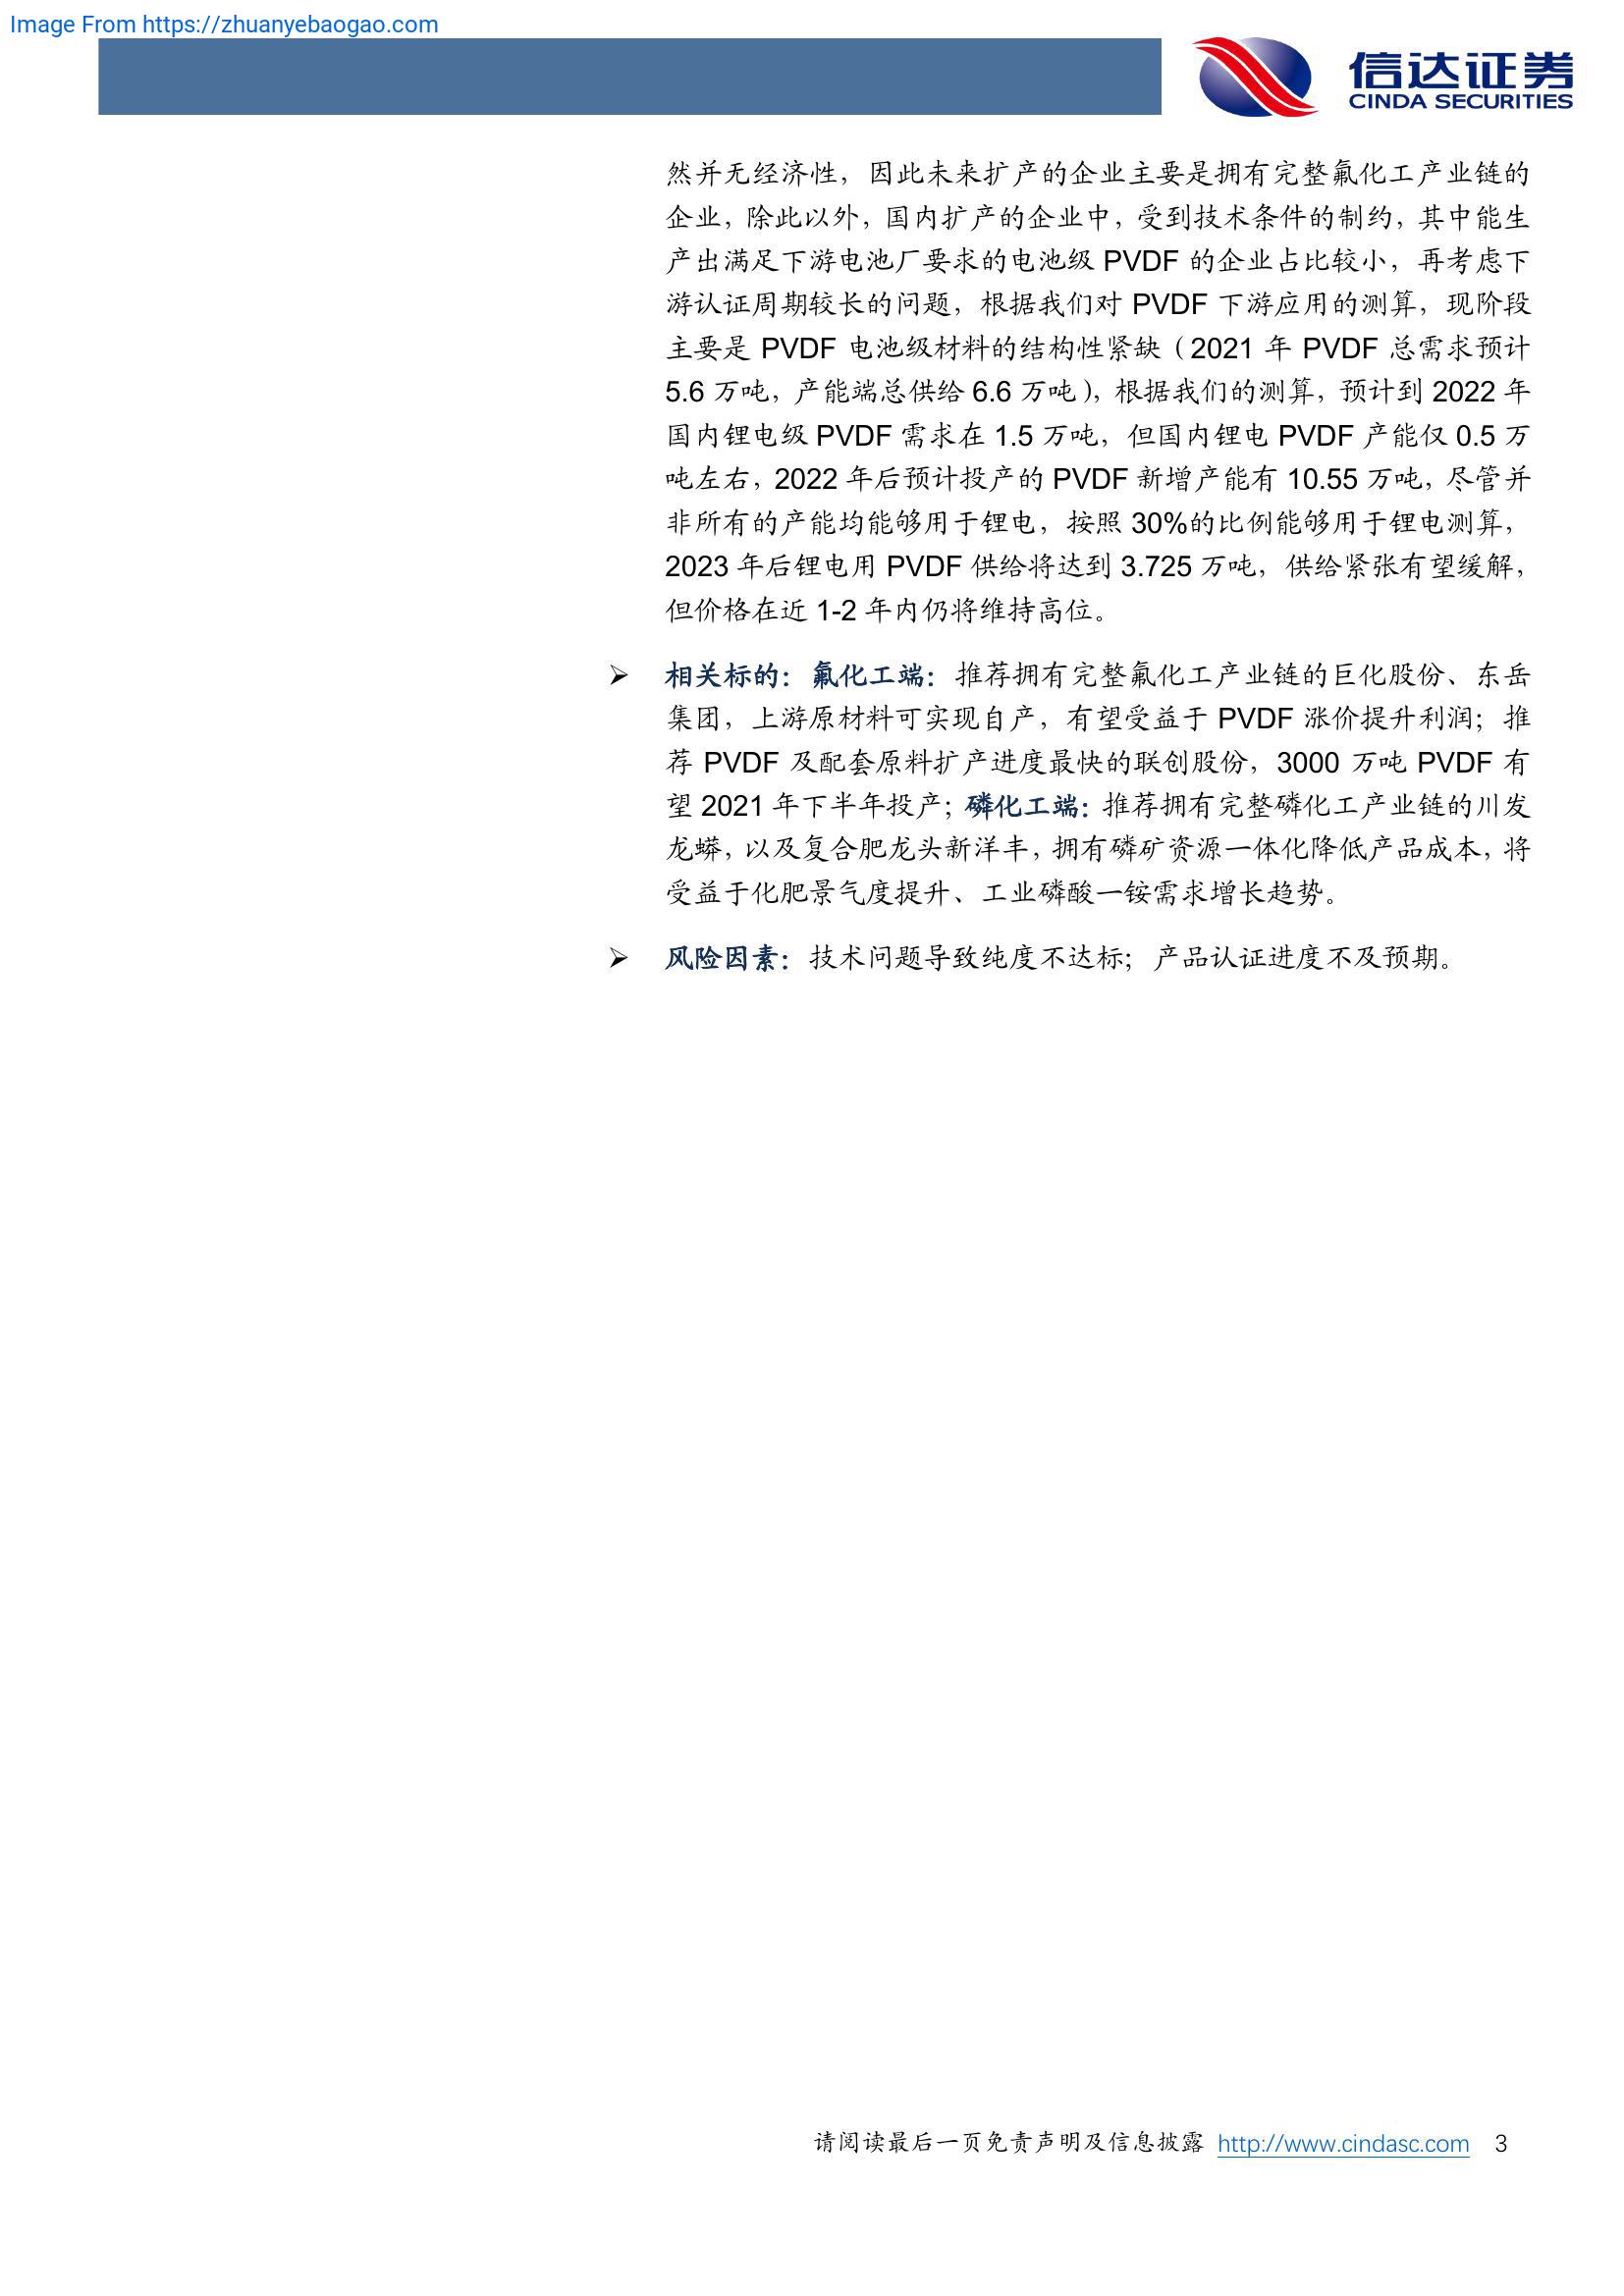 Image From https://zhuanyebaogao.com
信达证券
CINDA SECURITIES
然并无经济性，因此未来扩产的企业主要是拥有完整氟化工产业链的
企业，除此以外，国内扩产的企业中，受到技术条件的制约，其中能生
产出满足下游电池厂要求的电池级 PVDF 的企业占比较小，再考虑下
游认证周期较长的问题，根据我们对 PVDF 下游应用的测算，现阶段
主要是 PVDF 电池级材料的结构性紧缺（2021 年 PVDF 总需求预计
5.6 万吨，产能端总供给 6.6 万吨），根据我们的测算，预计到 2022 年
国内锂电级 PVDF 需求在 1.5 万吨，但国内锂电 PVDF 产能仅 0.5 万
吨左右，2022 年后预计投产的 PVDF 新增产能有 10.55 万吨，尽管并
非所有的产能均能够用于锂电，按照 30%的比例能够用于锂电测算，
2023 年后锂电用 PVDF 供给将达到 3.725 万吨，供给紧张有望缓解，
但价格在近 1-2 年内仍将维持高位。
➢ 相关标的：氟化工端：推荐拥有完整氟化工产业链的巨化股份、东岳
集团，上游原材料可实现自产，有望受益于 PVDF 涨价提升利润；推
荐 PVDF 及配套原料扩产进度最快的联创股份，3000 万吨 PVDF 有
望 2021 年下半年投产；磷化工端：推荐拥有完整磷化工产业链的川发
龙蟒，以及复合肥龙头新洋丰，拥有磷矿资源一体化降低产品成本，将
受益于化肥景气度提升、工业磷酸一铵需求增长趋势。
➢ 风险因素：技术问题导致纯度不达标；产品认证进度不及预期。
请阅读最后一页免责声明及信息披露 http://www.cindasc.com 3